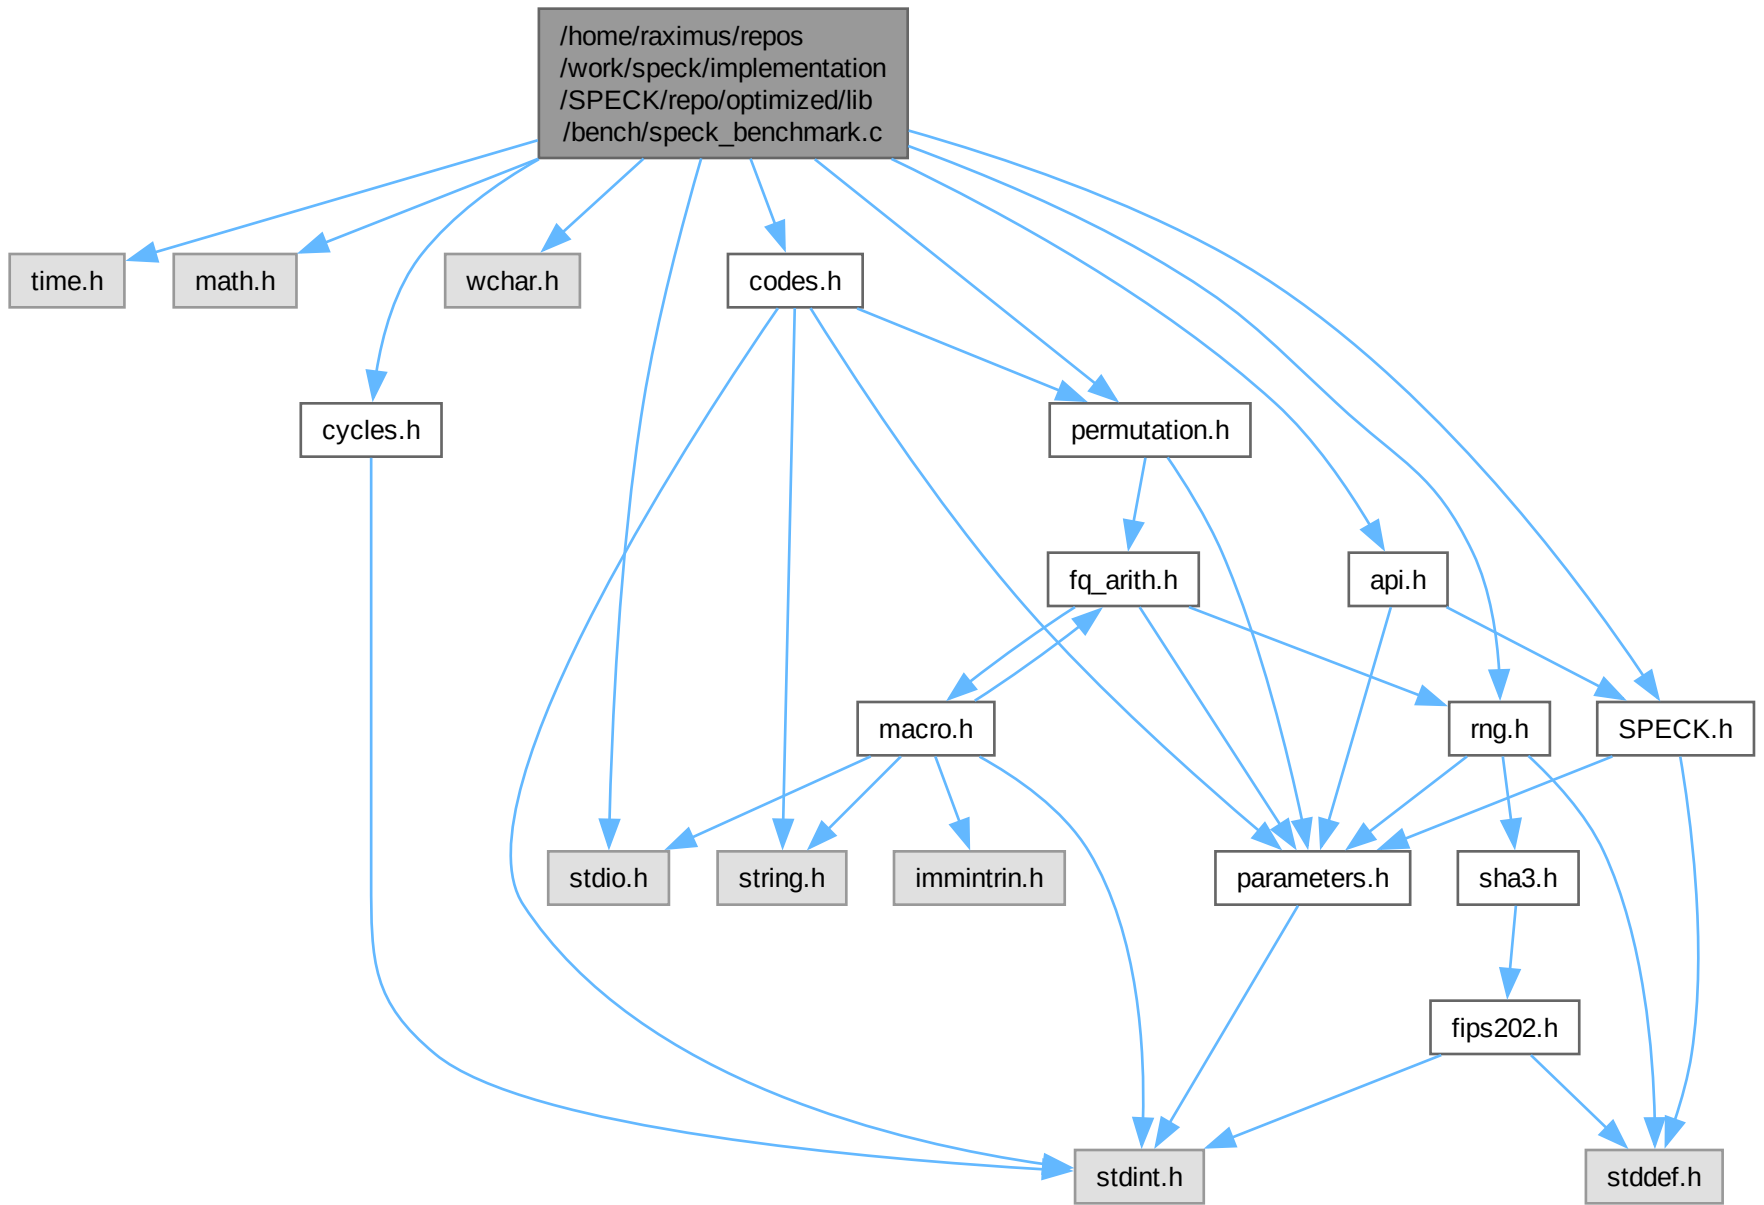 /home/raximus/repos
/work/speck/implementation
/SPECK/repo/optimized/lib
/bench/speck_benchmark.c
time.h
math.h
wchar.h
codes.h
cycles.h
permutation.h
fq_arith.h
api.h
macro.h
rng.h
SPECK.h
stdio.h
string.h
immintrin.h
parameters.h
sha3.h
fips202.h
stdint.h
stddef.h